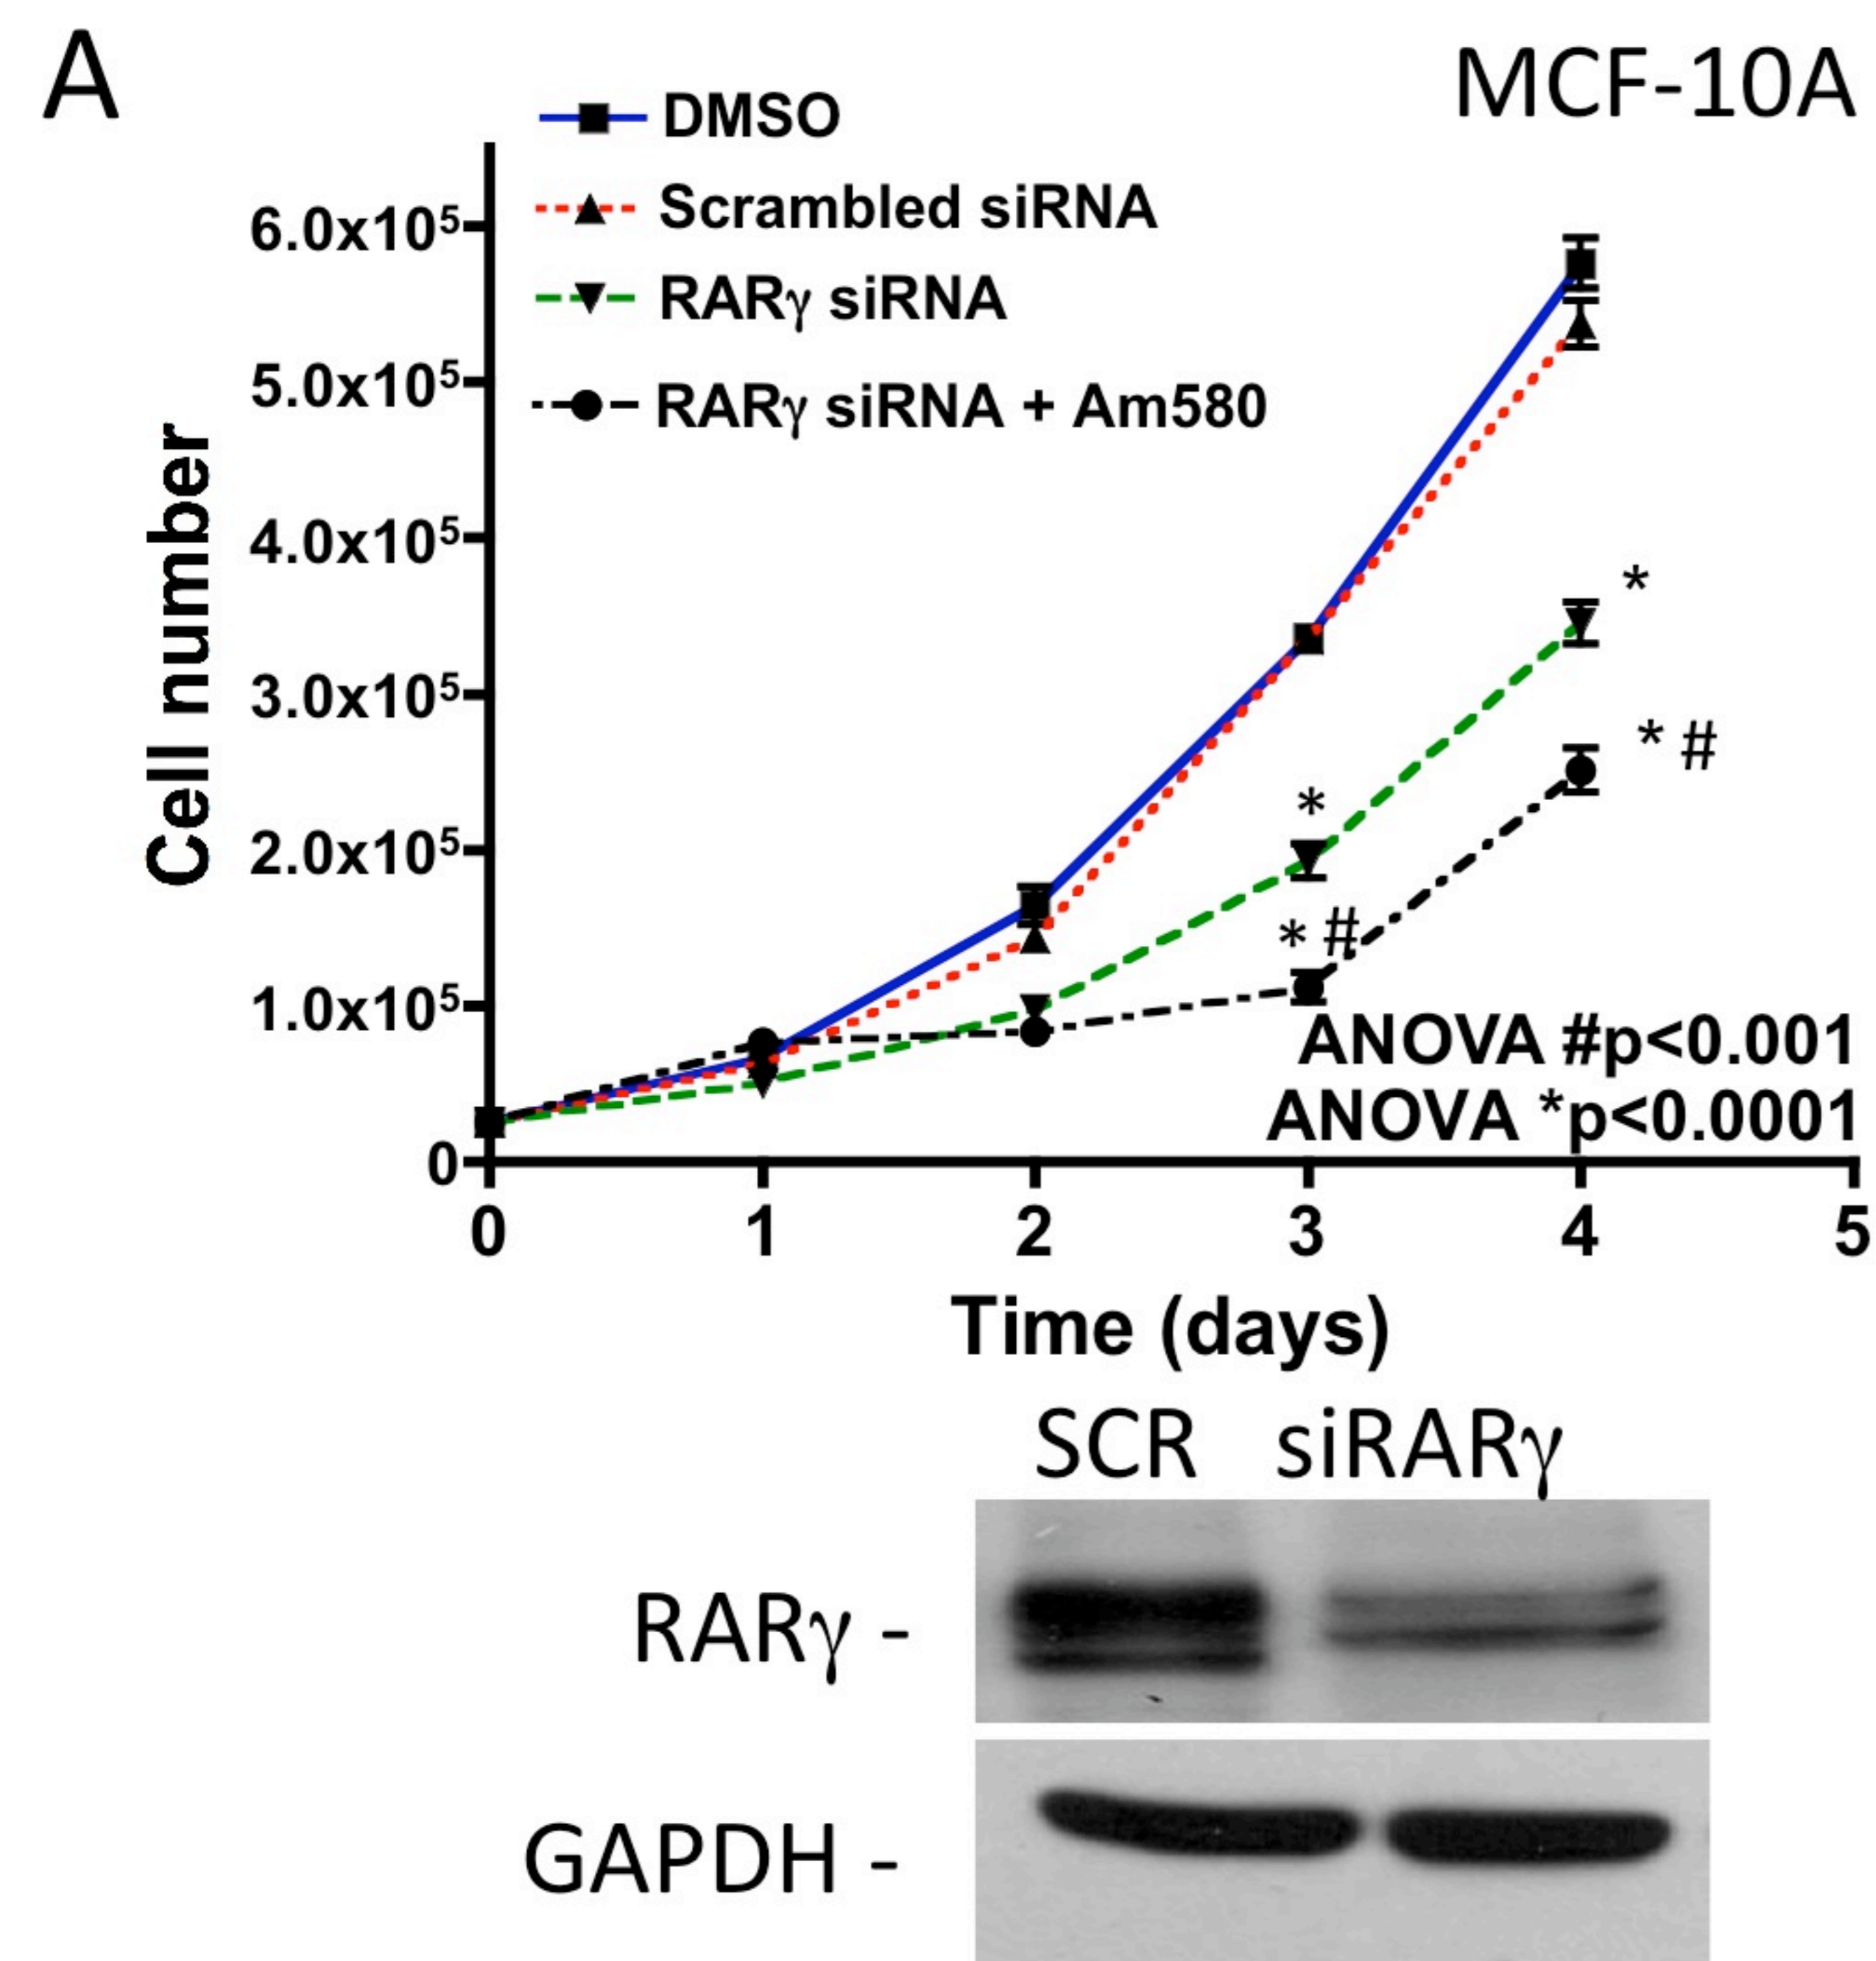 A
MCF-10A
DMSO
Scrambled siRNA
RARγ siRNA
RARγ siRNA + Am580
Cell number
6.0x10⁵
5.0x10⁵
4.0x10⁵
3.0x10⁵
2.0x10⁵
1.0x10⁵
0
*
* #
*
* #
ANOVA #p<0.001
ANOVA *p<0.0001
0 1 2 3 4 5
Time (days)
SCR siRARγ
RARγ -
GAPDH -